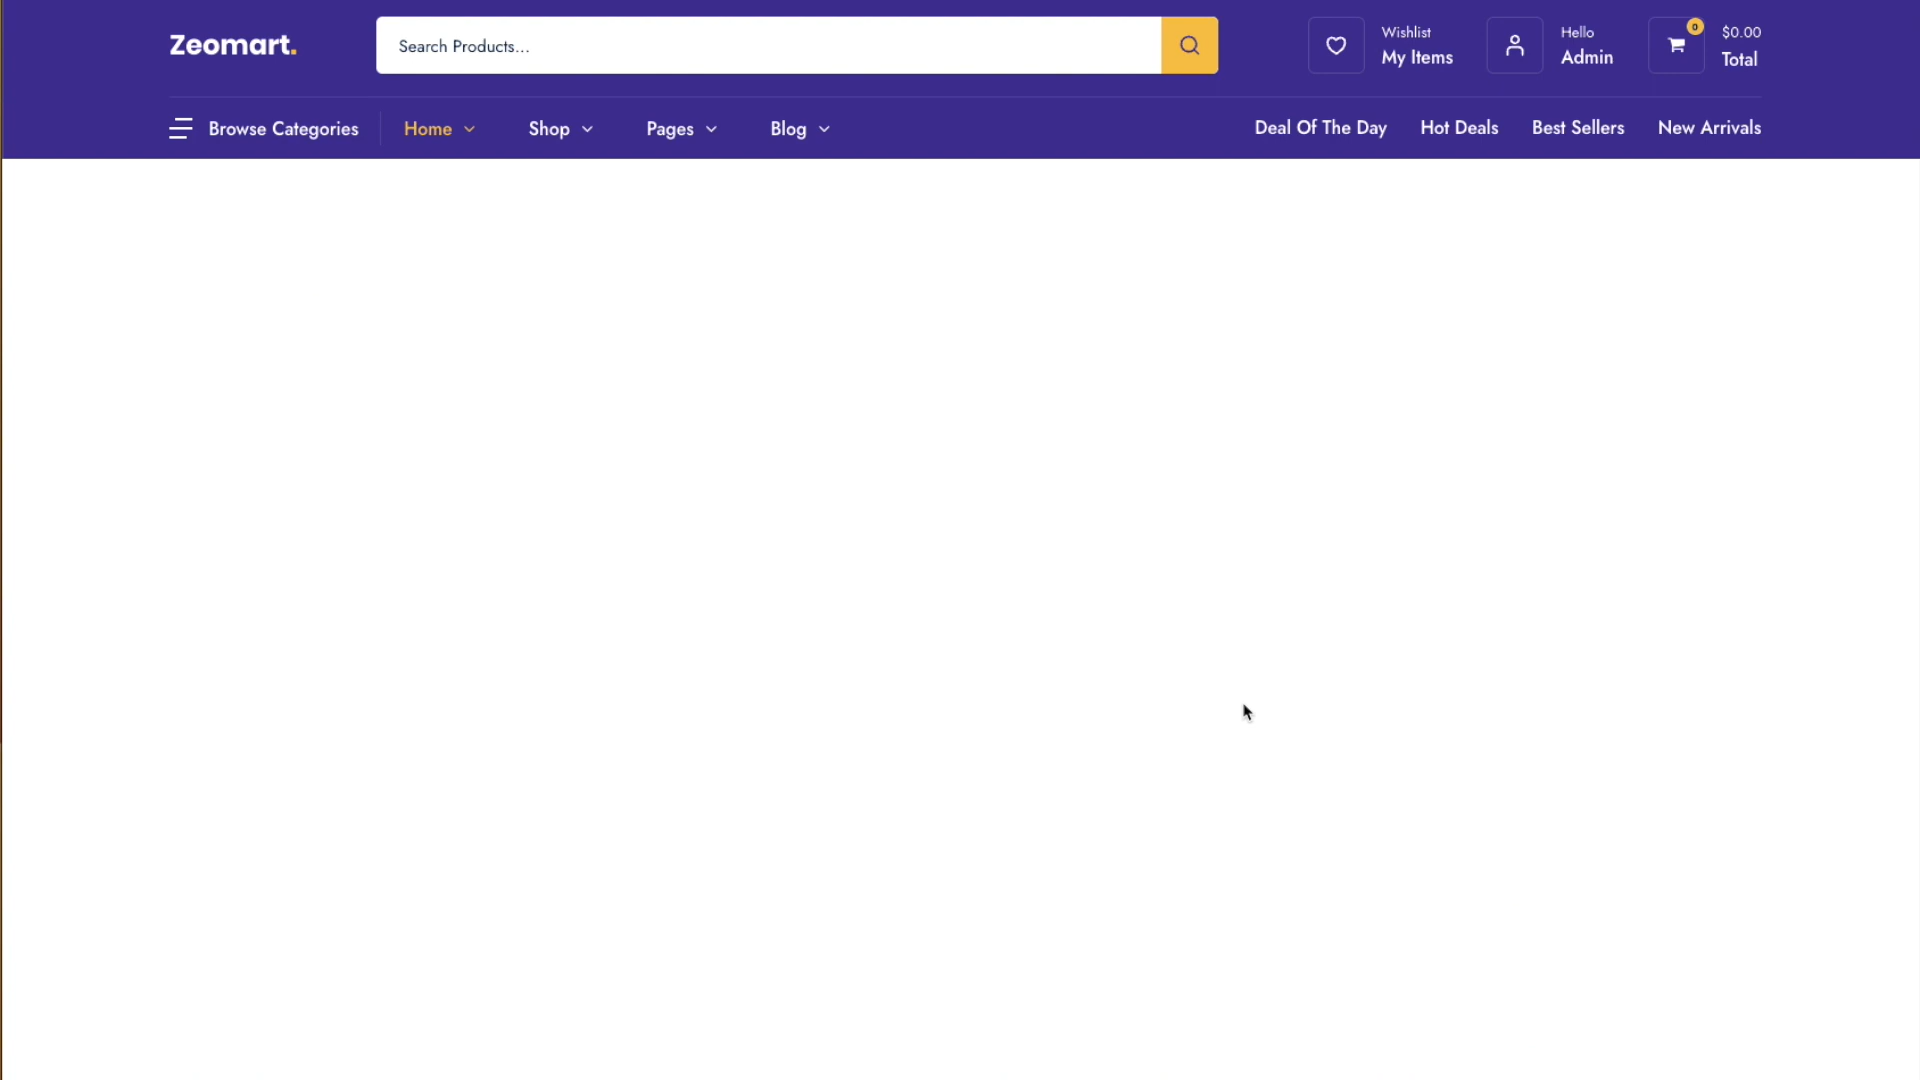 Zeomart.
Search Products...
Wishlist
My Items
Hello
Admin
0
$0.00
Total
Browse Categories
Home
Shop
Pages
Blog
Deal Of The Day
Hot Deals
Best Sellers
New Arrivals